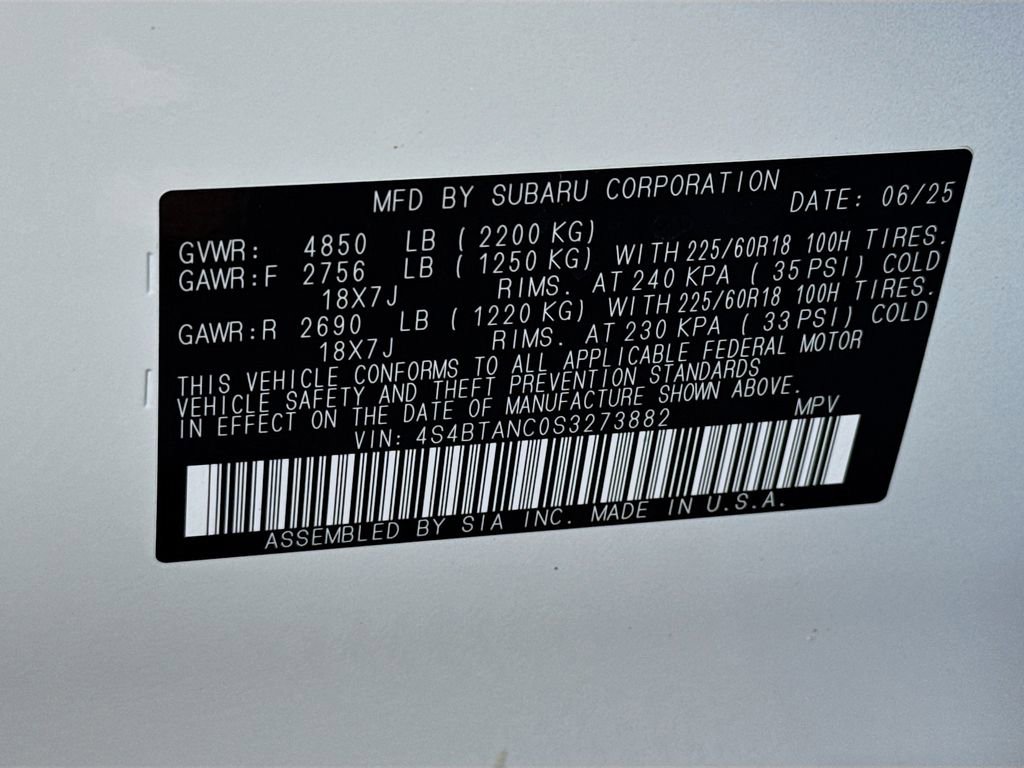 MFD BY SUBARU CORPORATION DATE: 06/25
GVWR: 4850 LB ( 2200 KG)
GAWR:F 2756 LB ( 1250 KG) WITH 225/60R18 100H TIRES.
18X7J RIMS. AT 240 KPA ( 35 PSI) COLD
GAWR:R 2690 LB ( 1220 KG) WITH 225/60R18 100H TIRES.
18X7J RIMS. AT 230 KPA ( 33 PSI) COLD
THIS VEHICLE CONFORMS TO ALL APPLICABLE FEDERAL MOTOR
VEHICLE SAFETY AND THEFT PREVENTION STANDARDS
IN EFFECT ON THE DATE OF MANUFACTURE SHOWN ABOVE.
VIN: 4S4BTANC0S3273882 MPV
ASSEMBLED BY SIA INC. MADE IN U.S.A.